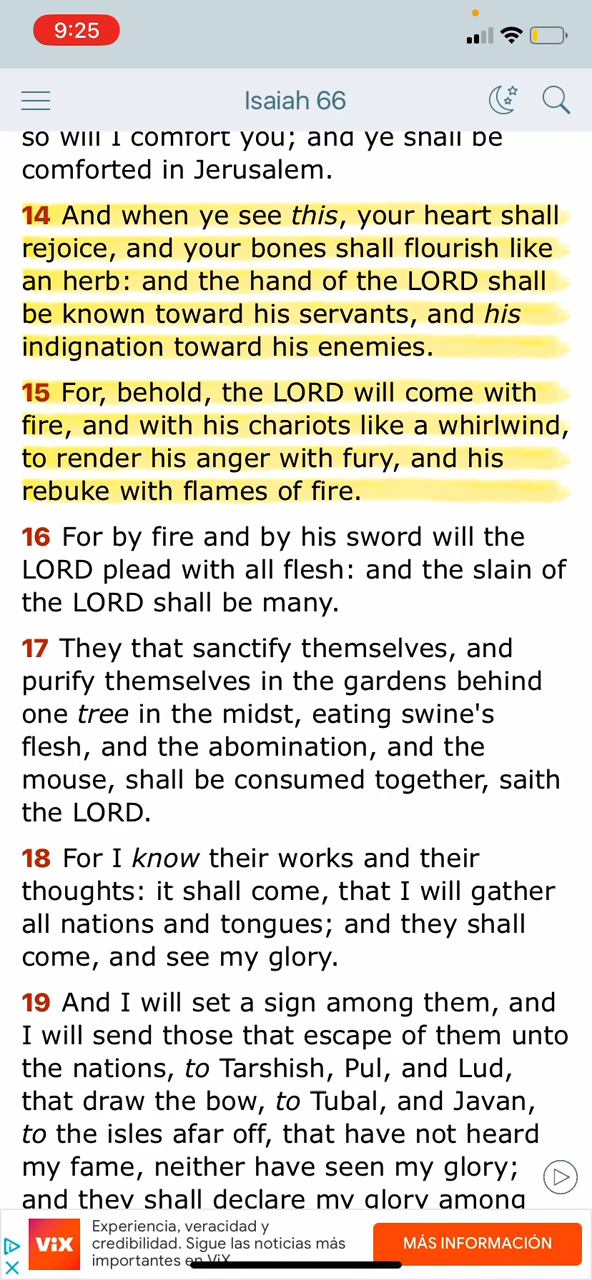 9:25
Isaiah 66
so will I comfort you; and ye shall be
comforted in Jerusalem.
14 And when ye see this, your heart shall
rejoice, and your bones shall flourish like
an herb: and the hand of the LORD shall
be known toward his servants, and his
indignation toward his enemies.
15 For, behold, the LORD will come with
fire, and with his chariots like a whirlwind,
to render his anger with fury, and his
rebuke with flames of fire.
16 For by fire and by his sword will the
LORD plead with all flesh: and the slain of
the LORD shall be many.
17 They that sanctify themselves, and
purify themselves in the gardens behind
one tree in the midst, eating swine's
flesh, and the abomination, and the
mouse, shall be consumed together, saith
the LORD.
18 For I know their works and their
thoughts: it shall come, that I will gather
all nations and tongues; and they shall
come, and see my glory.
19 And I will set a sign among them, and
I will send those that escape of them unto
the nations, to Tarshish, Pul, and Lud,
that draw the bow, to Tubal, and Javan,
to the isles afar off, that have not heard
my fame, neither have seen my glory;
and they shall declare my glory among
ViX
Experiencia, veracidad y
credibilidad. Sigue las noticias más
importantes en ViX
MÁS INFORMACIÓN